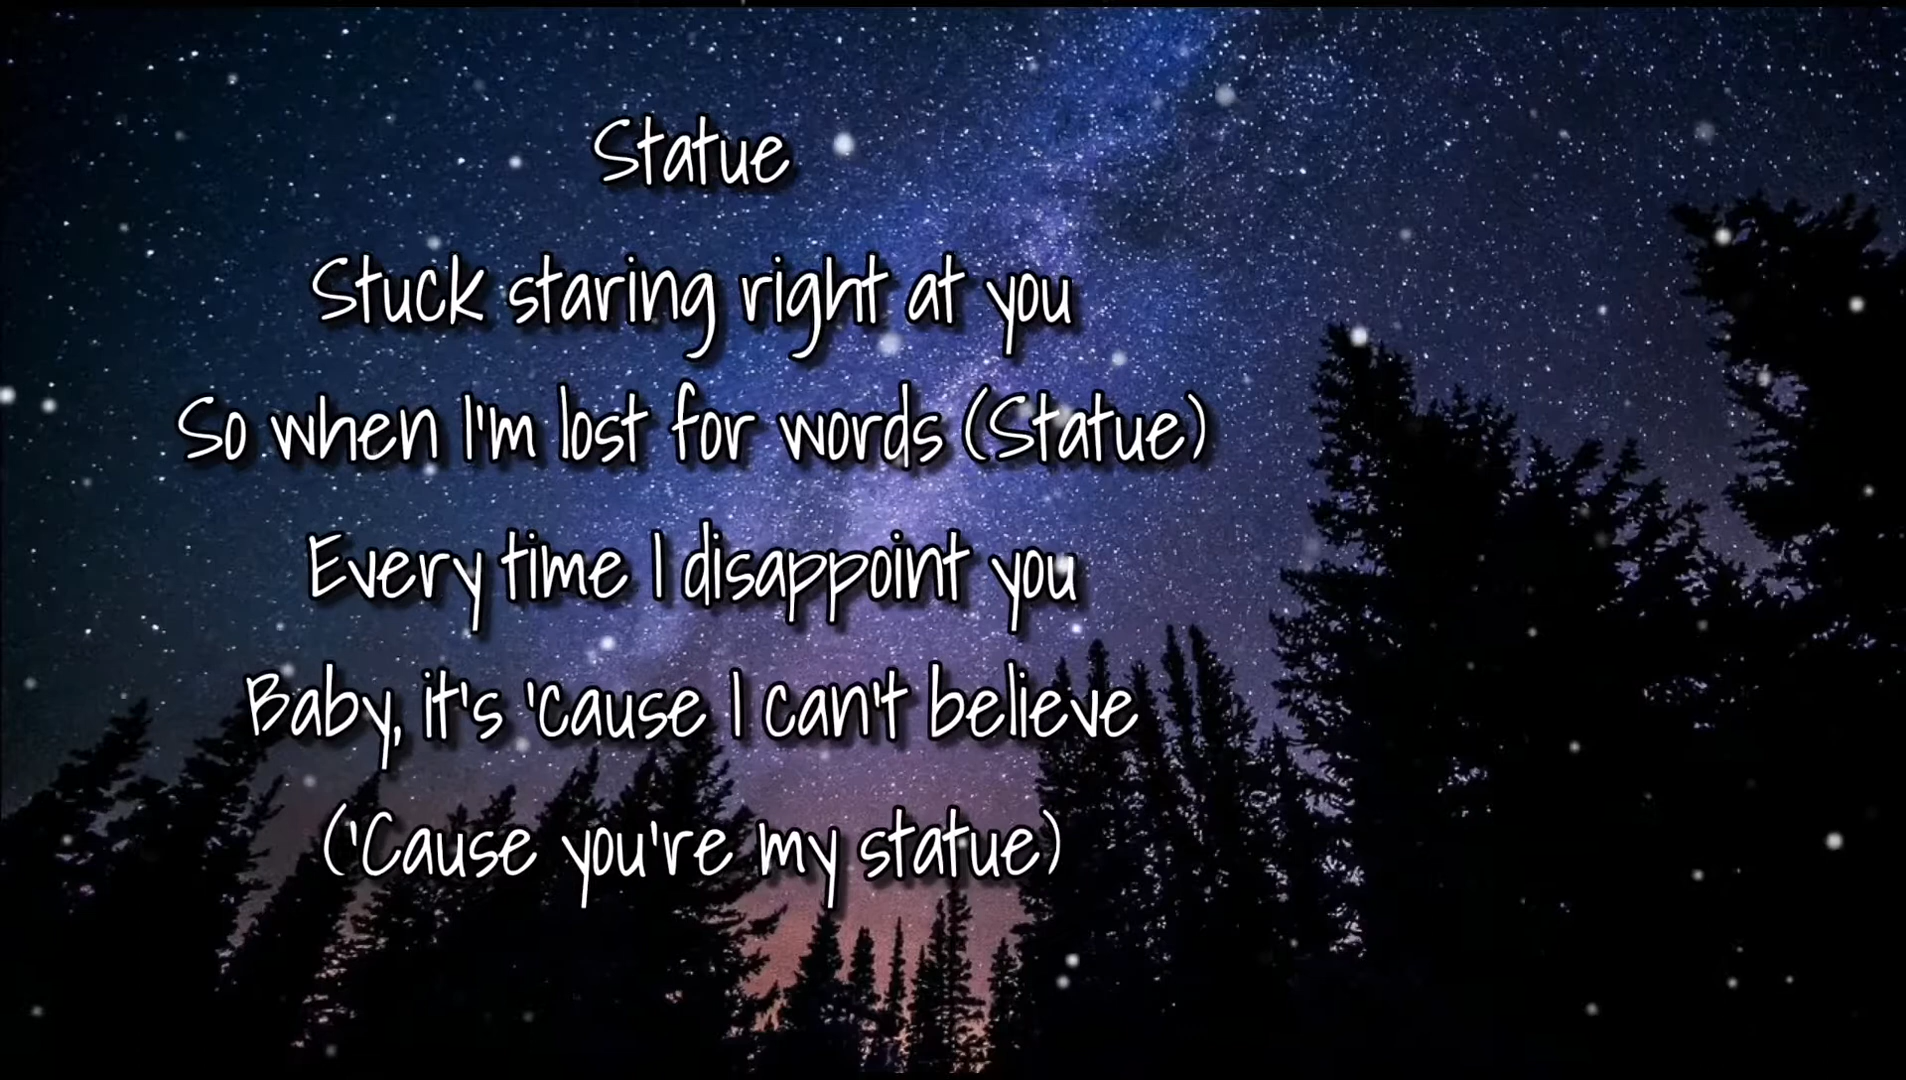 Statue
Stuck staring right at you
So when I'm lost for words (Statue)
Every time I disappoint you
Baby, it's 'cause I can't believe
('Cause you're my statue)